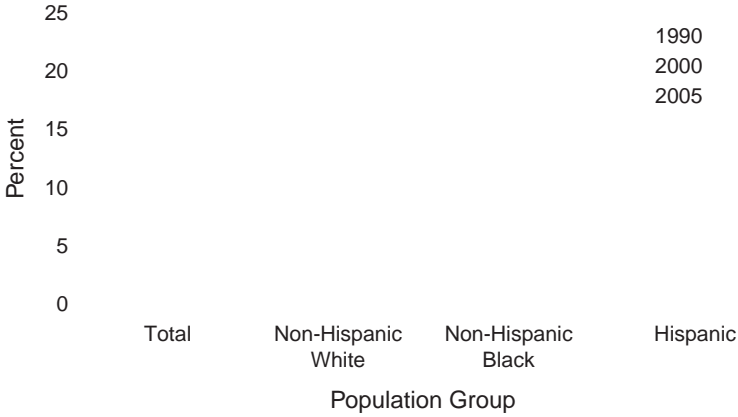 25
20
15
10
5
0
Percent
1990
2000
2005
Total
Non-Hispanic
White
Non-Hispanic
Black
Hispanic
Population Group